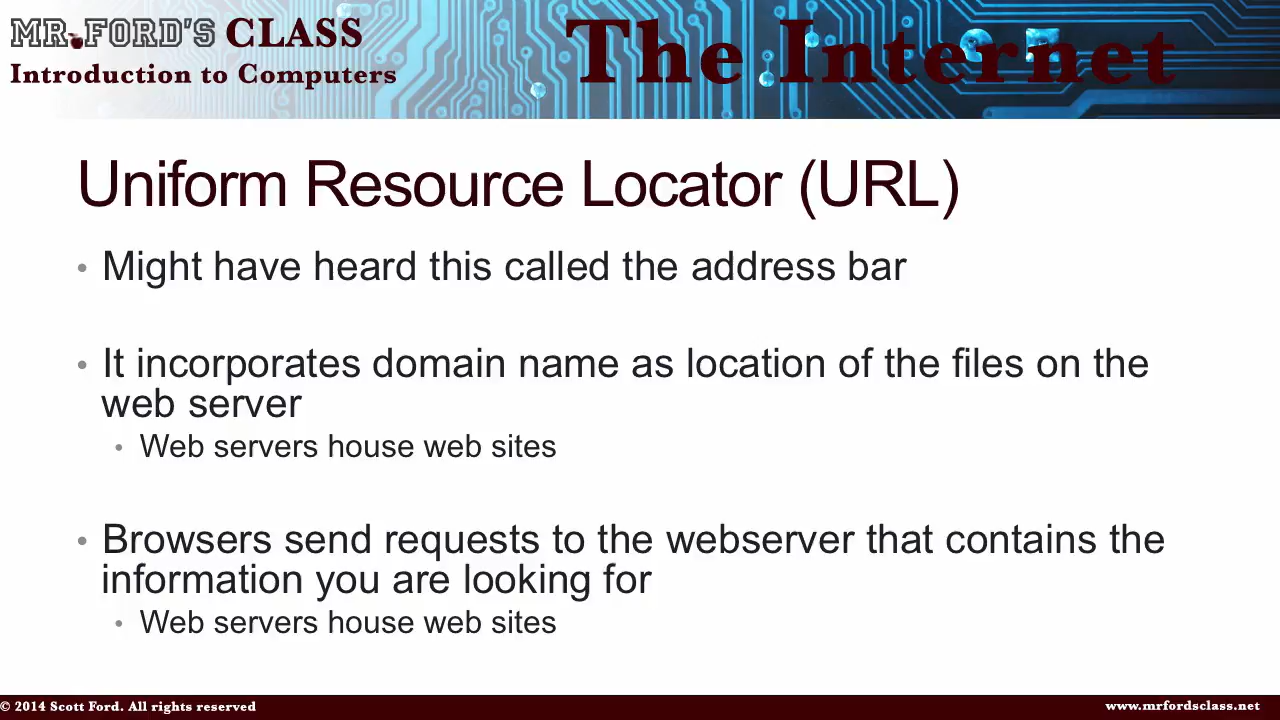 MR.FORD'S CLASS
Introduction to Computers
The Internet
Uniform Resource Locator (URL)
• Might have heard this called the address bar
• It incorporates domain name as location of the files on the
web server
• Web servers house web sites
• Browsers send requests to the webserver that contains the
information you are looking for
• Web servers house web sites
© 2014 Scott Ford. All rights reserved
www.mrfordsclass.net